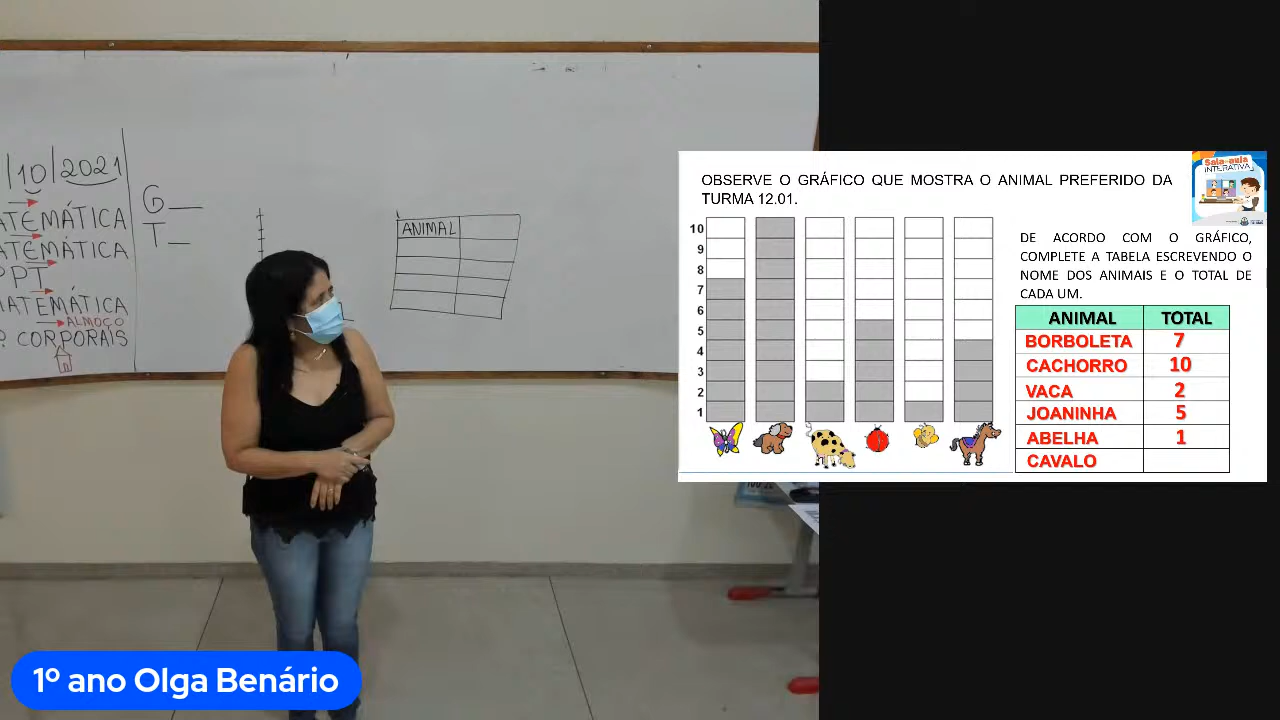 10/2021
G
T
ATEMÁTICA
ATEMÁTICA
PPT
MATEMÁTICA
ALMOÇO
CORPORAIS
ANIMAL
OBSERVE O GRÁFICO QUE MOSTRA O ANIMAL PREFERIDO DA
TURMA 12.01.
Sala de aula
INTERATIVA
10
9
8
7
6
5
4
3
2
1
DE ACORDO COM O GRÁFICO,
COMPLETE A TABELA ESCREVENDO O
NOME DOS ANIMAIS E O TOTAL DE
CADA UM.
ANIMAL TOTAL
BORBOLETA 7
CACHORRO 10
VACA 2
JOANINHA 5
ABELHA 1
CAVALO
1º ano Olga Benário